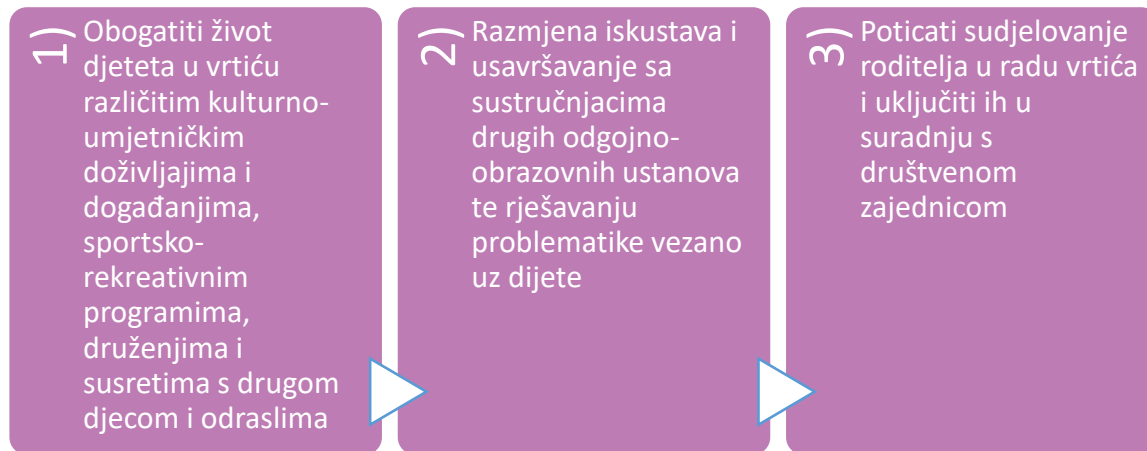 1)
Obogatiti život
djeteta u vrtiću
različitim kulturno-
umjetničkim
doživljajima i
događanjima,
sportsko-
rekreativnim
programima,
druženjima i
susretima s drugom
djecom i odraslima
2)
Razmjena iskustava i
usavršavanje sa
sustručnjacima
drugih odgojno-
obrazovnih ustanova
te rješavanju
problematike vezano
uz dijete
3)
Poticati sudjelovanje
roditelja u radu vrtića
i uključiti ih u
suradnju s
društvenom
zajednicom